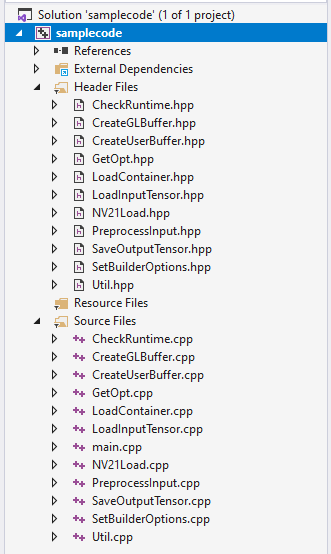 Solution 'samplecode' (1 of 1 project)
samplecode
References
External Dependencies
Header Files
CheckRuntime.hpp
CreateGLBuffer.hpp
CreateUserBuffer.hpp
GetOpt.hpp
LoadContainer.hpp
LoadInputTensor.hpp
NV21Load.hpp
PreprocessInput.hpp
SaveOutputTensor.hpp
SetBuilderOptions.hpp
Util.hpp
Resource Files
Source Files
CheckRuntime.cpp
CreateGLBuffer.cpp
CreateUserBuffer.cpp
GetOpt.cpp
LoadContainer.cpp
LoadInputTensor.cpp
main.cpp
NV21Load.cpp
PreprocessInput.cpp
SaveOutputTensor.cpp
SetBuilderOptions.cpp
Util.cpp